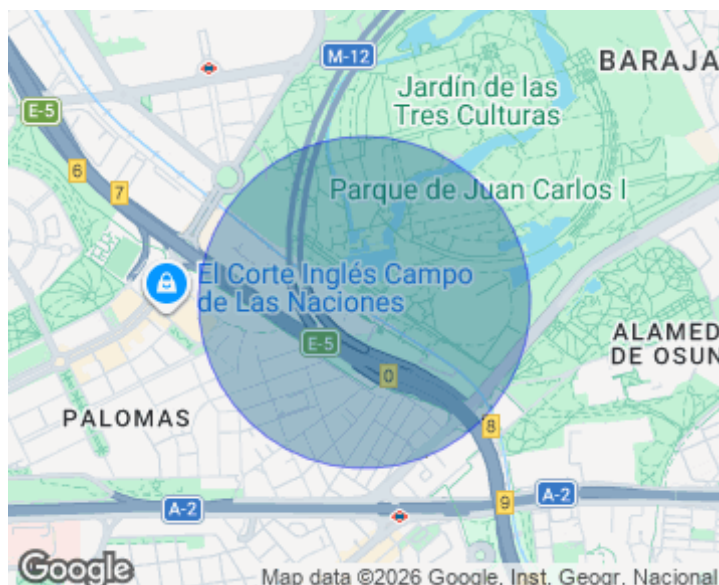 M-12
BARAJA
Jardín de las
Tres Culturas
E-5
6
7
Parque de Juan Carlos I
El Corte Inglés Campo
de Las Naciones
E-5
ALAMED
DE OSUN
0
PALOMAS
8
A-2
A-2
9
Google
Map data ©2026 Google, Inst. Geogr. Nacional